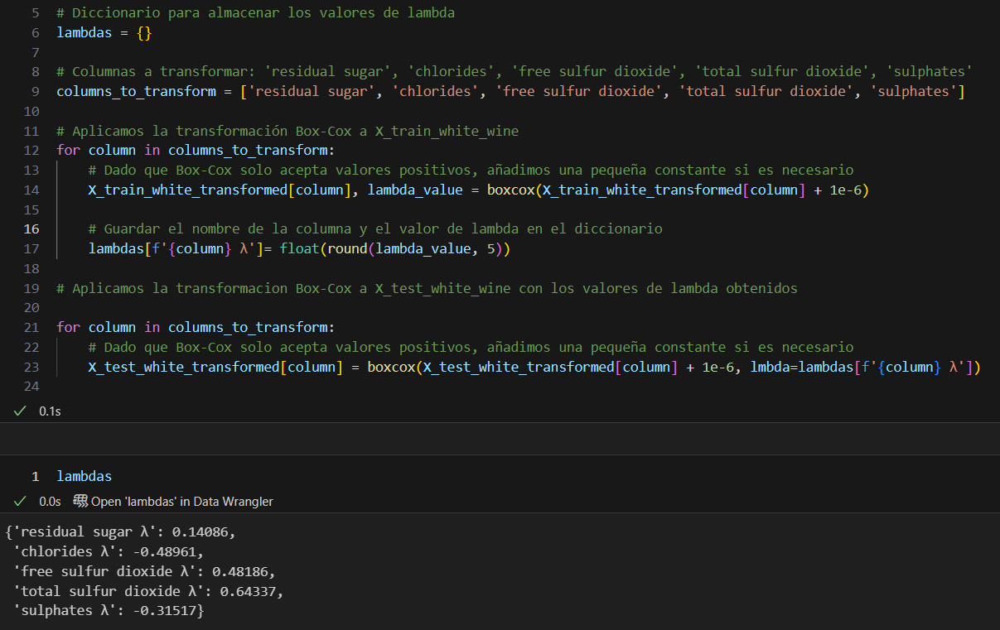 5 # Diccionario para almacenar los valores de lambda
6 lambdas = {}
7
8 # Columnas a transformar: 'residual sugar', 'chlorides', 'free sulfur dioxide', 'total sulfur dioxide', 'sulphates'
9 columns_to_transform = ['residual sugar', 'chlorides', 'free sulfur dioxide', 'total sulfur dioxide', 'sulphates']
10
11 # Aplicamos la transformación Box-Cox a X_train_white_wine
12 for column in columns_to_transform:
13     # Dado que Box-Cox solo acepta valores positivos, añadimos una pequeña constante si es necesario
14     X_train_white_transformed[column], lambda_value = boxcox(X_train_white_transformed[column] + 1e-6)
15
16     # Guardar el nombre de la columna y el valor de lambda en el diccionario
17     lambdas[f'{column} λ']= float(round(lambda_value, 5))
18
19 # Aplicamos la transformacion Box-Cox a X_test_white_wine con los valores de lambda obtenidos
20
21 for column in columns_to_transform:
22     # Dado que Box-Cox solo acepta valores positivos, añadimos una pequeña constante si es necesario
23     X_test_white_transformed[column] = boxcox(X_test_white_transformed[column] + 1e-6, lmbda=lambdas[f'{column} λ'])
24
0.1s
1 lambdas
0.0s Open 'lambdas' in Data Wrangler
{'residual sugar λ': 0.14086,
 'chlorides λ': -0.48961,
 'free sulfur dioxide λ': 0.48186,
 'total sulfur dioxide λ': 0.64337,
 'sulphates λ': -0.31517}